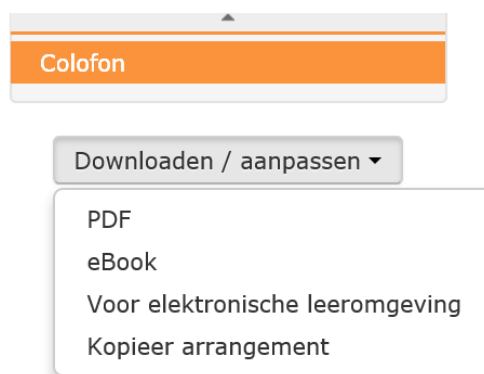 Colofon
Downloaden / aanpassen
PDF
eBook
Voor elektronische leeromgeving
Kopieer arrangement